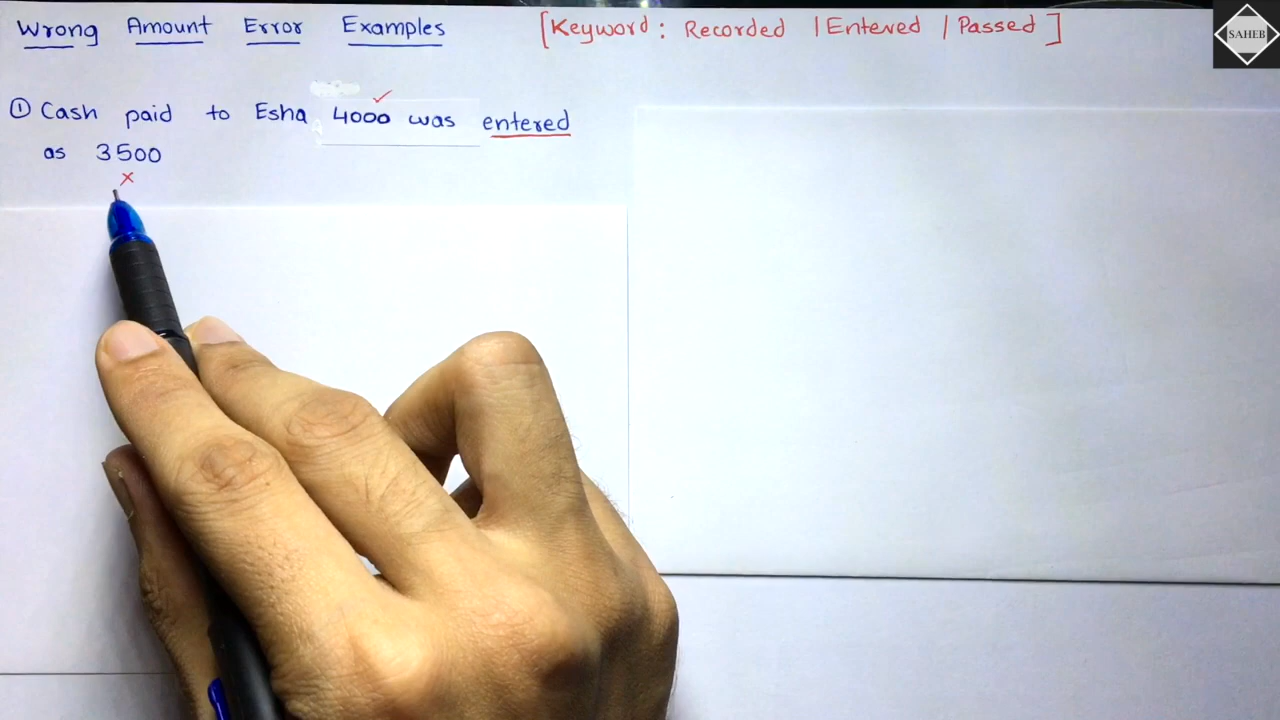 Wrong Amount Error Examples [Keyword: Recorded | Entered | Passed]
SAHEB
① Cash paid to Esha 4000 was entered
as 3500